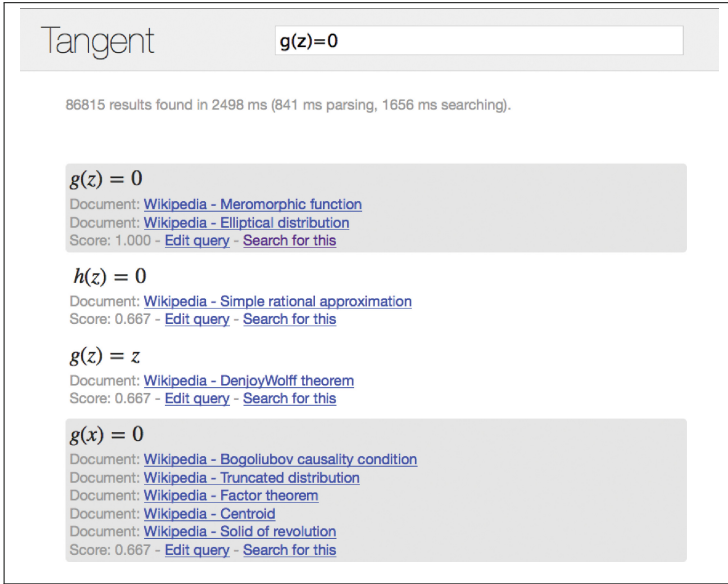 Tangent
g(z)=0
86815 results found in 2498 ms (841 ms parsing, 1656 ms searching).
g(z) = 0
Document: Wikipedia - Meromorphic function
Document: Wikipedia - Elliptical distribution
Score: 1.000 - Edit query - Search for this
h(z) = 0
Document: Wikipedia - Simple rational approximation
Score: 0.667 - Edit query - Search for this
g(z) = z
Document: Wikipedia - DenjoyWolff theorem
Score: 0.667 - Edit query - Search for this
g(x) = 0
Document: Wikipedia - Bogoliubov causality condition
Document: Wikipedia - Truncated distribution
Document: Wikipedia - Factor theorem
Document: Wikipedia - Centroid
Document: Wikipedia - Solid of revolution
Score: 0.667 - Edit query - Search for this